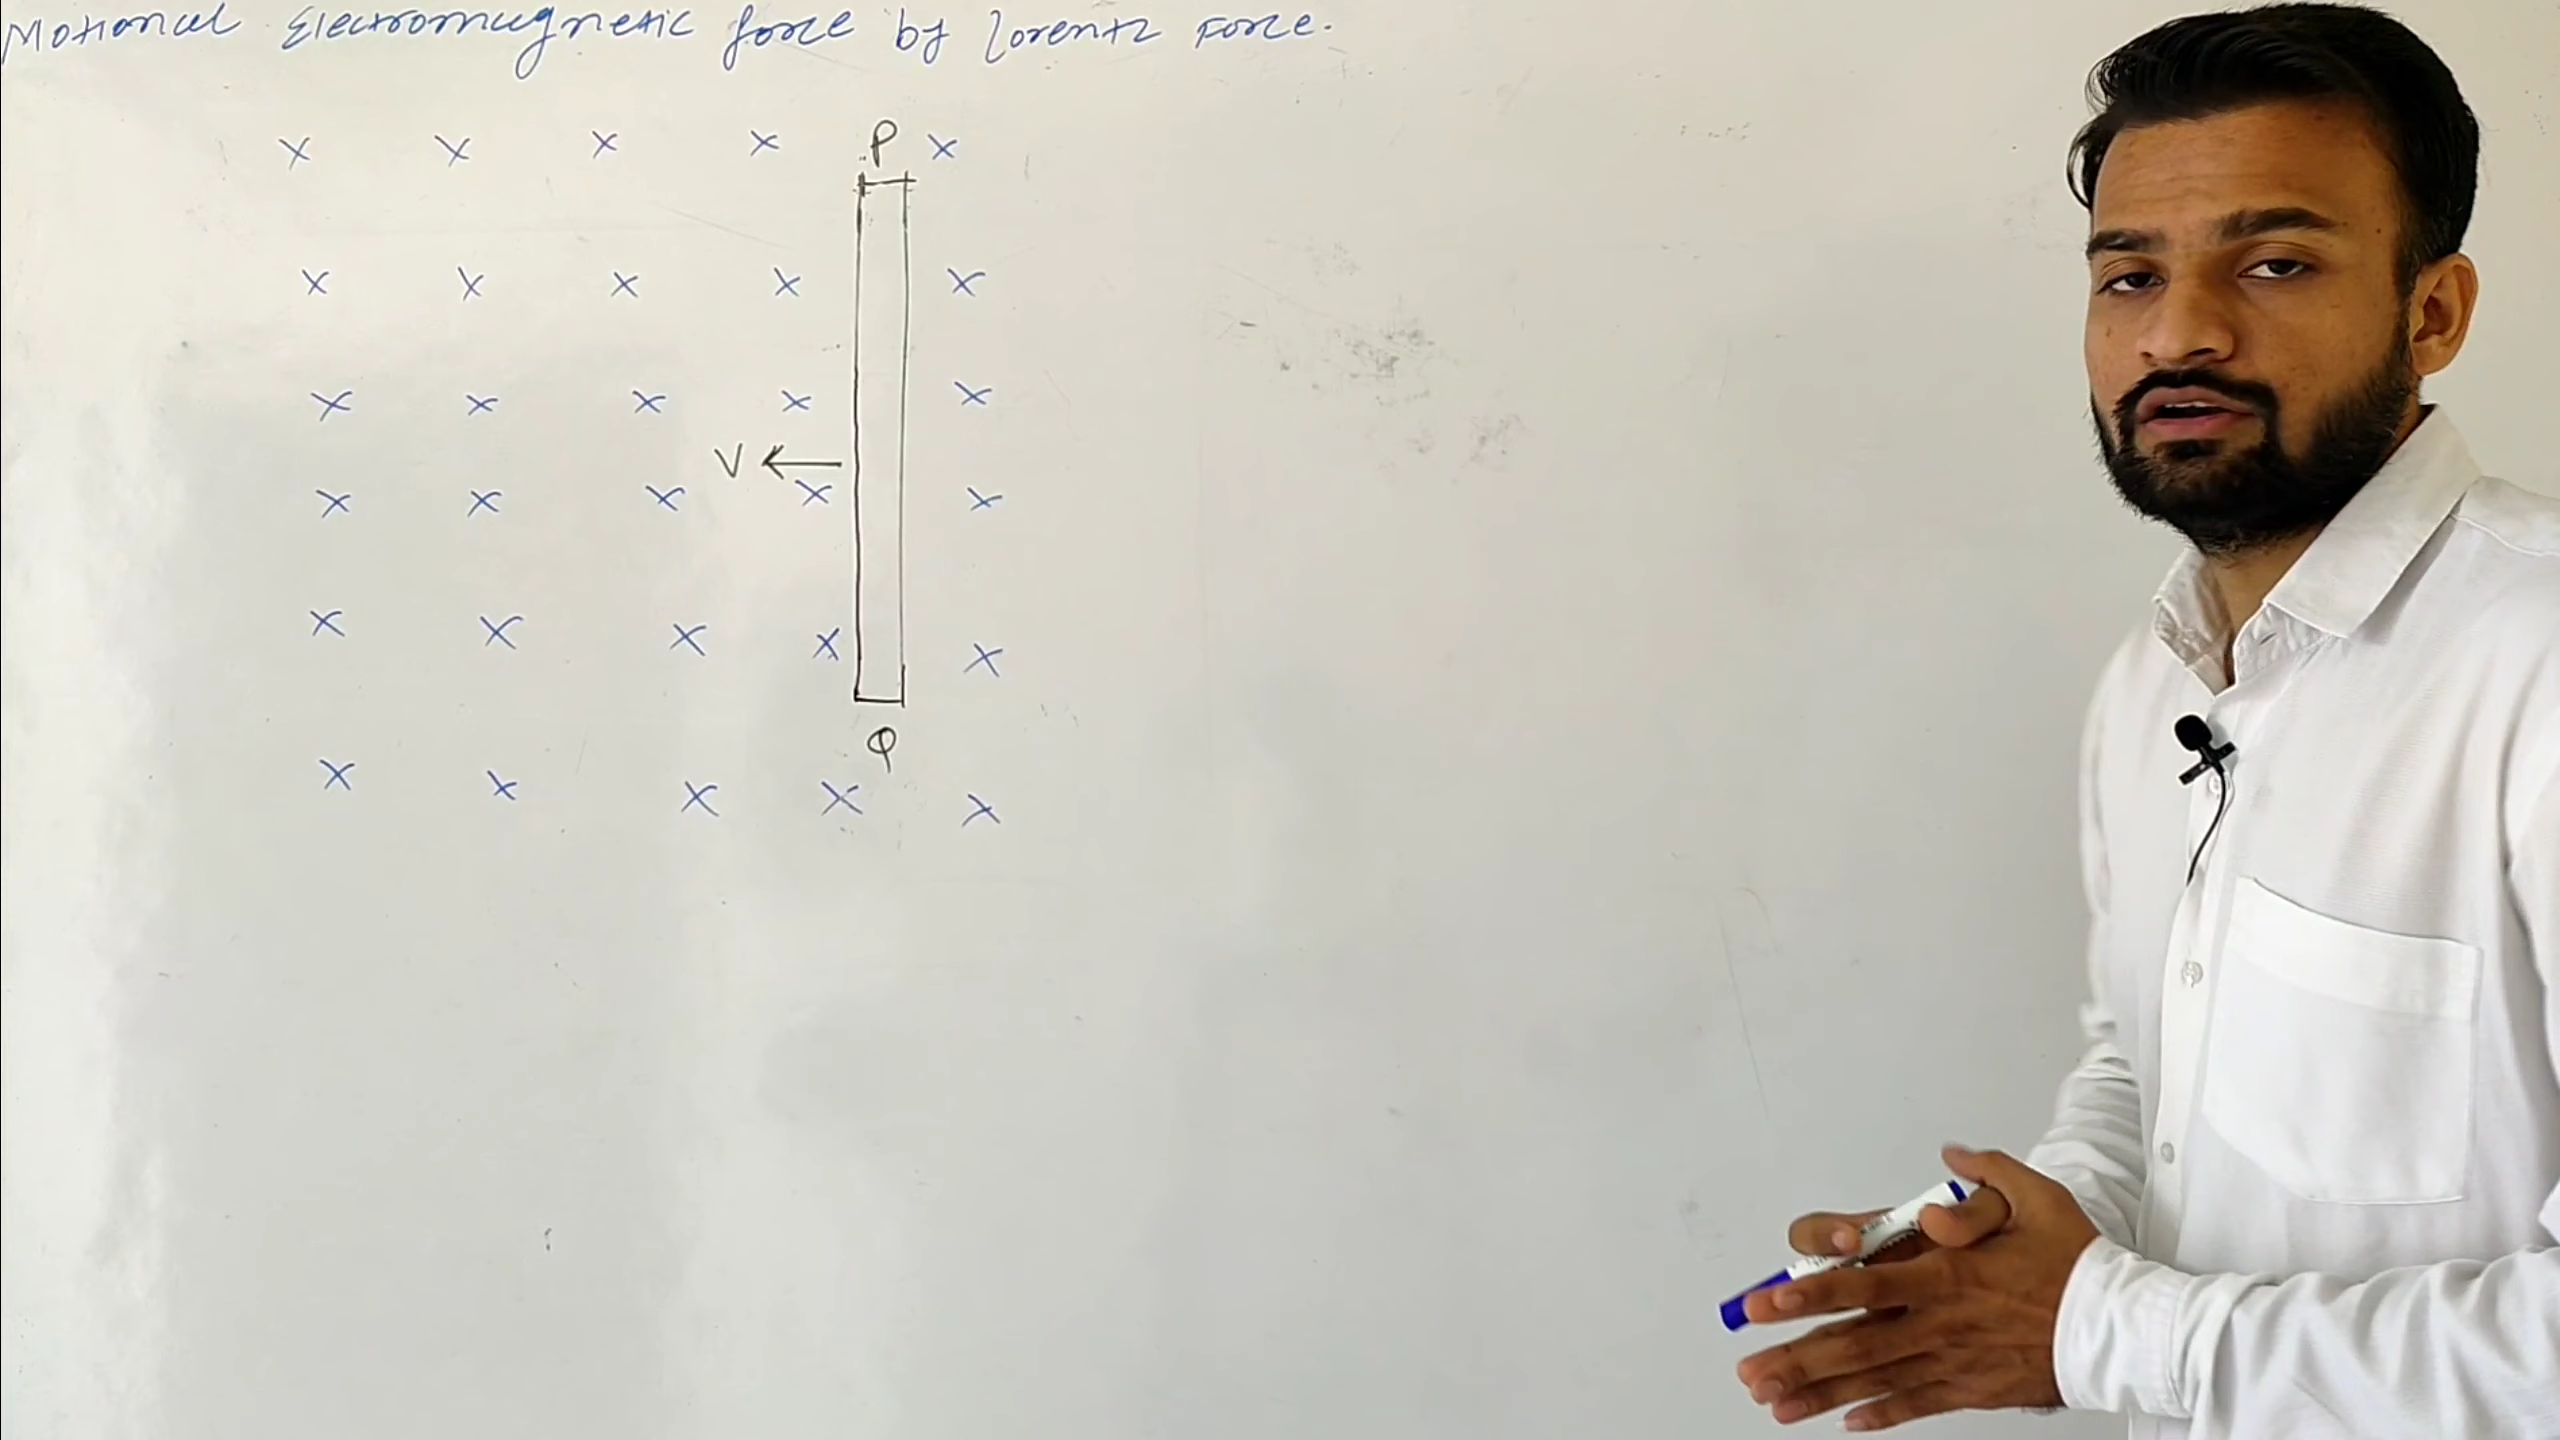 Motional Electromagnetic force by Lorentz Force.
x x x x P x
x x x x x
x x x x x
V ←
x x x x x
x x x x x
Q
x x x x x